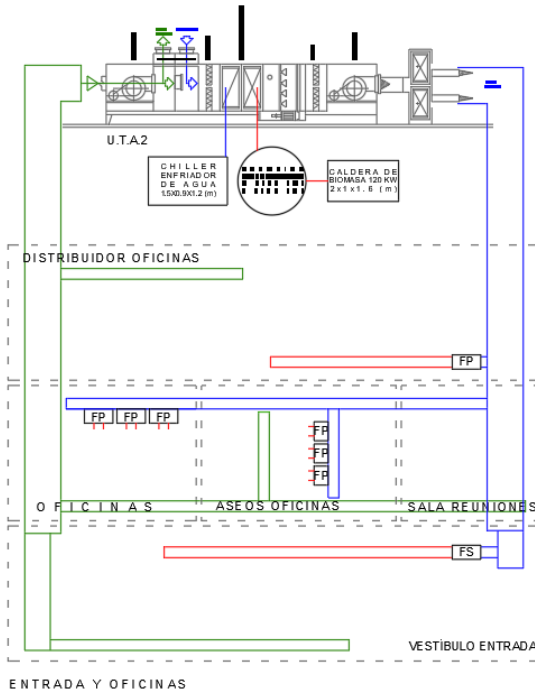 U.T.A.2
CHILLER
ENFRIADOR
DE AGUA
1.5X0.9X1.2 (m)
CALDERA DE
BIOMASA 120 KW
2x1x1.6 (m)
DISTRIBUIDOR OFICINAS
FP
FP FP FP
FP
FP
FP
OFICINAS
ASEOS OFICINAS
SALA REUNIONES
FS
VESTÍBULO ENTRADA
ENTRADA Y OFICINAS